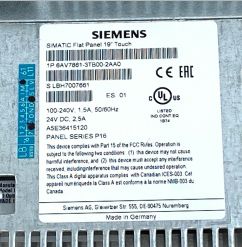 SIEMENS
SIMATIC Flat Panel 19" Touch
1P 6AV7861-3TB00-2AA0
S LBH7007661
ES: 01
100-240V, 1.5A, 50/60Hz
24V DC, 2.5A
A5E36415120
PANEL SERIES P16
CE EAC
c UL US
LISTED
IND.CONT.EQ.
This device complies with Part 15 of the FCC Rules. Operation is
subject to the following two conditions: (1) this device may not cause
harmful interference, and (2) this device must accept any interference
received, including interference that may cause undesired operation.
This Class A digital apparatus complies with Canadian ICES-003. Cet
appareil numérique de la Class A est conforme à la norme NMB-003 du
Canada.
Siemens AG, Gleiwitzer Str. 555, DE-90475 Nuremberg
Made in Germany